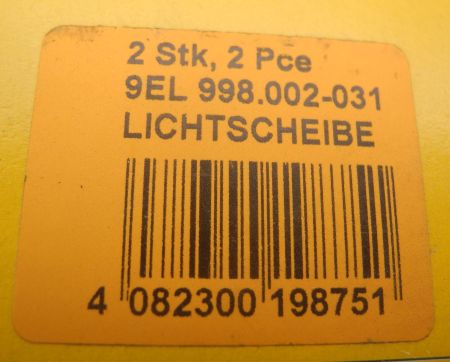 2 Stk, 2 Pce
9EL 998.002-031
LICHTSCHEIBE
4 082300 198751